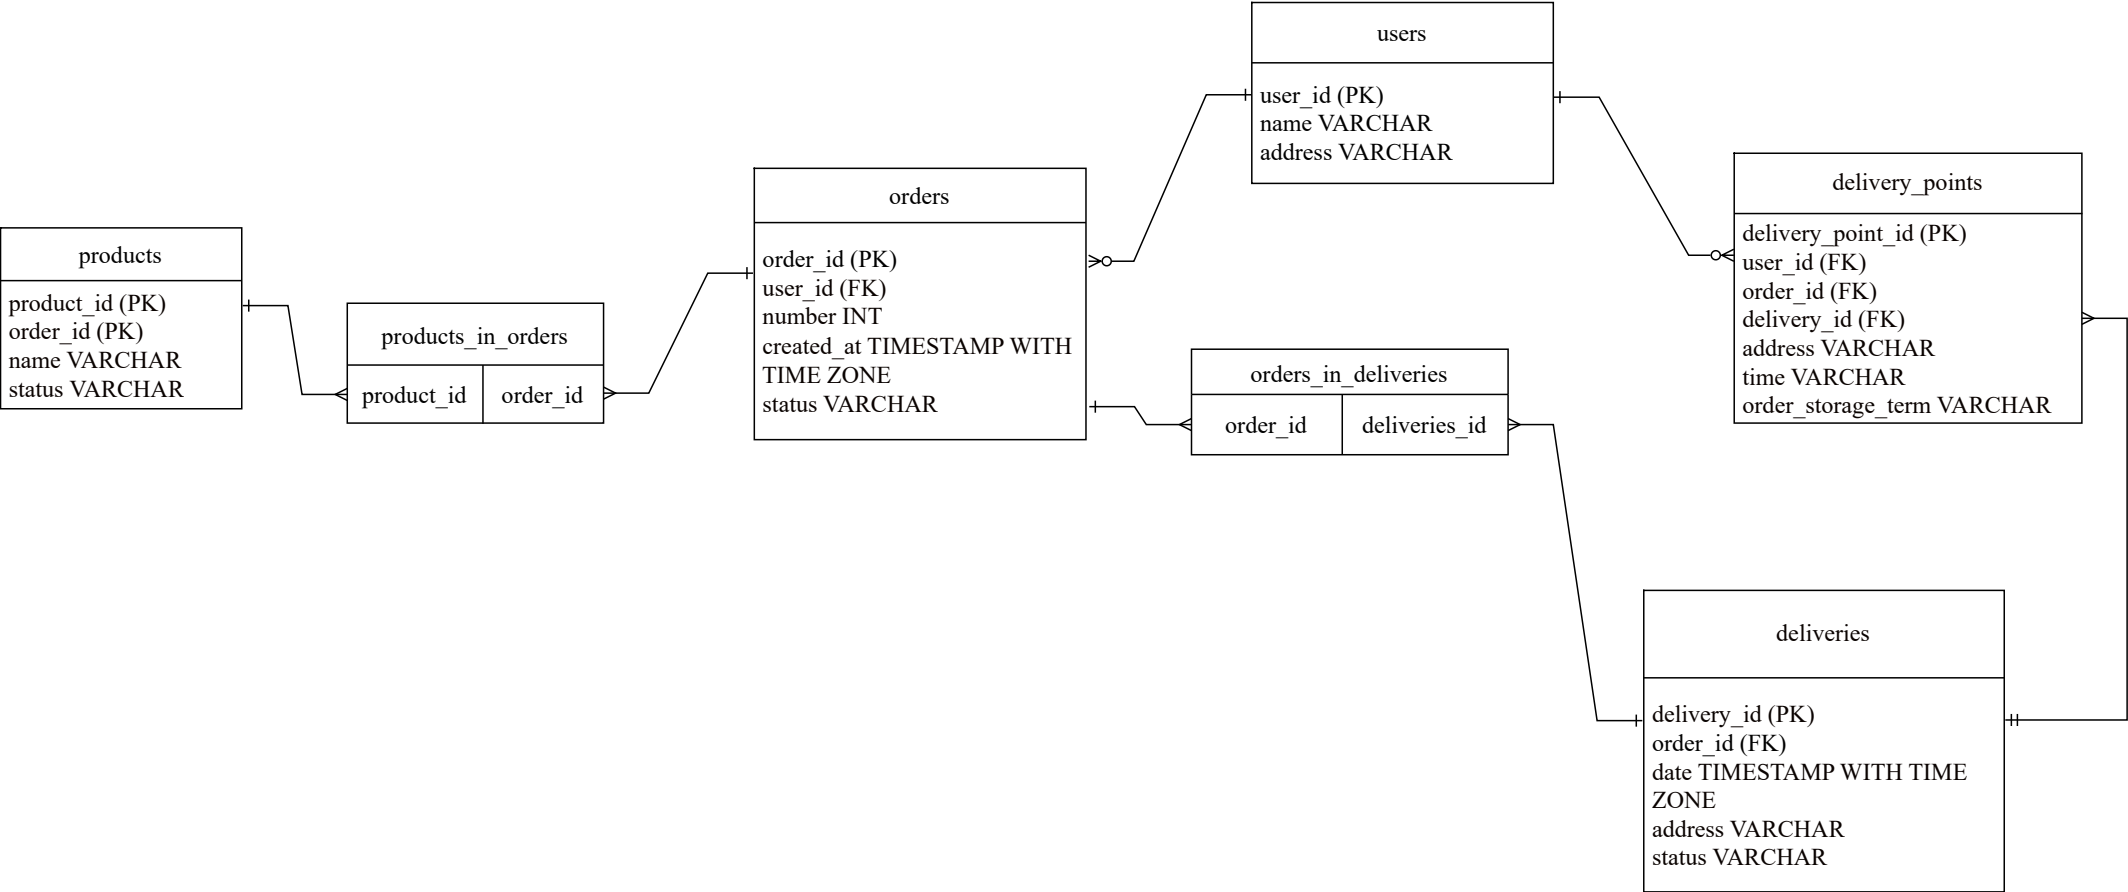 products
product_id (PK)
order_id (PK)
name VARCHAR
status VARCHAR
products_in_orders
product_id
order_id
orders
order_id (PK)
user_id (FK)
number INT
created_at TIMESTAMP WITH
TIME ZONE
status VARCHAR
users
user_id (PK)
name VARCHAR
address VARCHAR
orders_in_deliveries
order_id
deliveries_id
delivery_points
delivery_point_id (PK)
user_id (FK)
order_id (FK)
delivery_id (FK)
address VARCHAR
time VARCHAR
order_storage_term VARCHAR
deliveries
delivery_id (PK)
order_id (FK)
date TIMESTAMP WITH TIME
ZONE
address VARCHAR
status VARCHAR